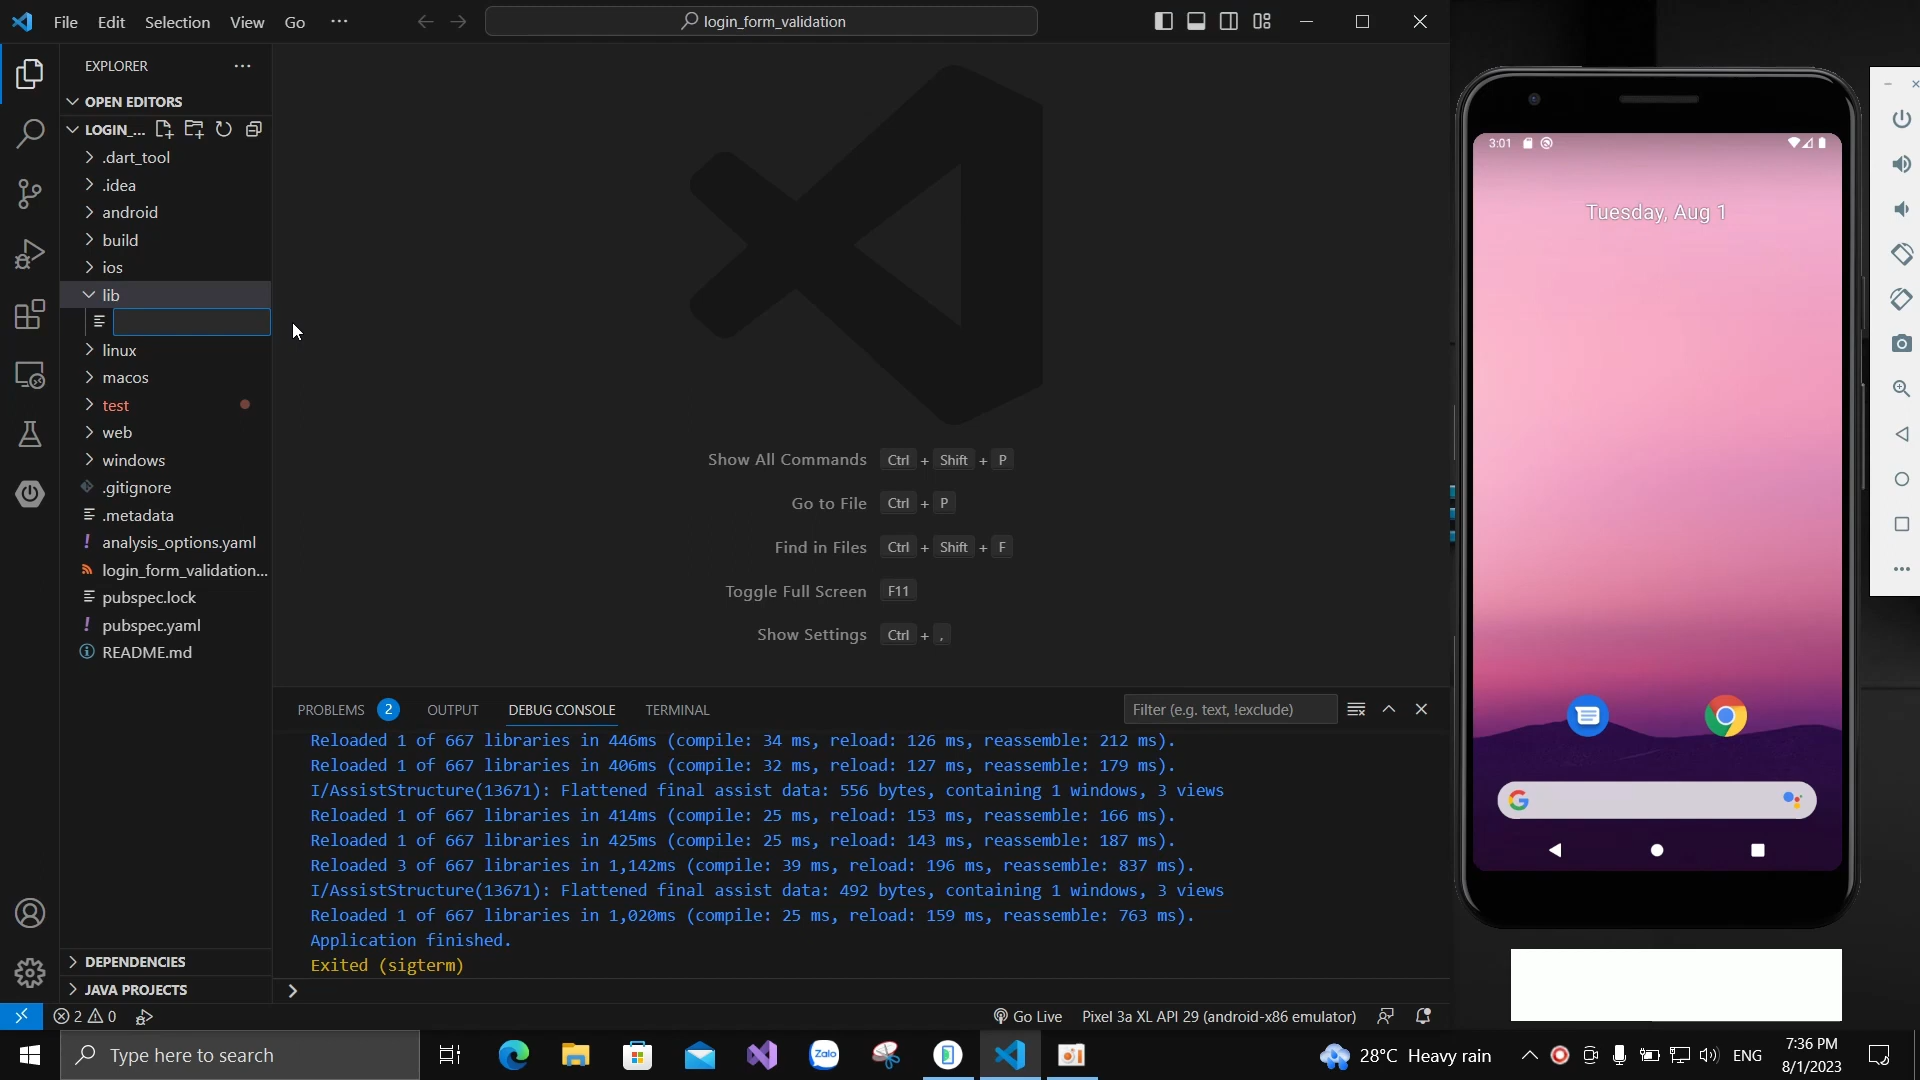 File Edit Selection View Go ···
login_form_validation
EXPLORER
OPEN EDITORS
LOGIN_...
.dart_tool
.idea
android
build
ios
lib
linux
macos
test
web
windows
.gitignore
.metadata
analysis_options.yaml
login_form_validation...
pubspec.lock
pubspec.yaml
README.md
DEPENDENCIES
JAVA PROJECTS
Show All Commands Ctrl + Shift + P
Go to File Ctrl + P
Find in Files Ctrl + Shift + F
Toggle Full Screen F11
Show Settings Ctrl + ,
PROBLEMS 2 OUTPUT DEBUG CONSOLE TERMINAL
Filter (e.g. text, !exclude)
Reloaded 1 of 667 libraries in 446ms (compile: 34 ms, reload: 126 ms, reassemble: 212 ms).
Reloaded 1 of 667 libraries in 406ms (compile: 32 ms, reload: 127 ms, reassemble: 179 ms).
I/AssistStructure(13671): Flattened final assist data: 556 bytes, containing 1 windows, 3 views
Reloaded 1 of 667 libraries in 414ms (compile: 25 ms, reload: 153 ms, reassemble: 166 ms).
Reloaded 1 of 667 libraries in 425ms (compile: 25 ms, reload: 143 ms, reassemble: 187 ms).
Reloaded 3 of 667 libraries in 1,142ms (compile: 39 ms, reload: 196 ms, reassemble: 837 ms).
I/AssistStructure(13671): Flattened final assist data: 492 bytes, containing 1 windows, 3 views
Reloaded 1 of 667 libraries in 1,020ms (compile: 25 ms, reload: 159 ms, reassemble: 763 ms).
Application finished.
Exited (sigterm)
2 0
Go Live Pixel 3a XL API 29 (android-x86 emulator)
3:01
Tuesday, Aug 1
Type here to search
Zalo
28°C Heavy rain
ENG
7:36 PM
8/1/2023